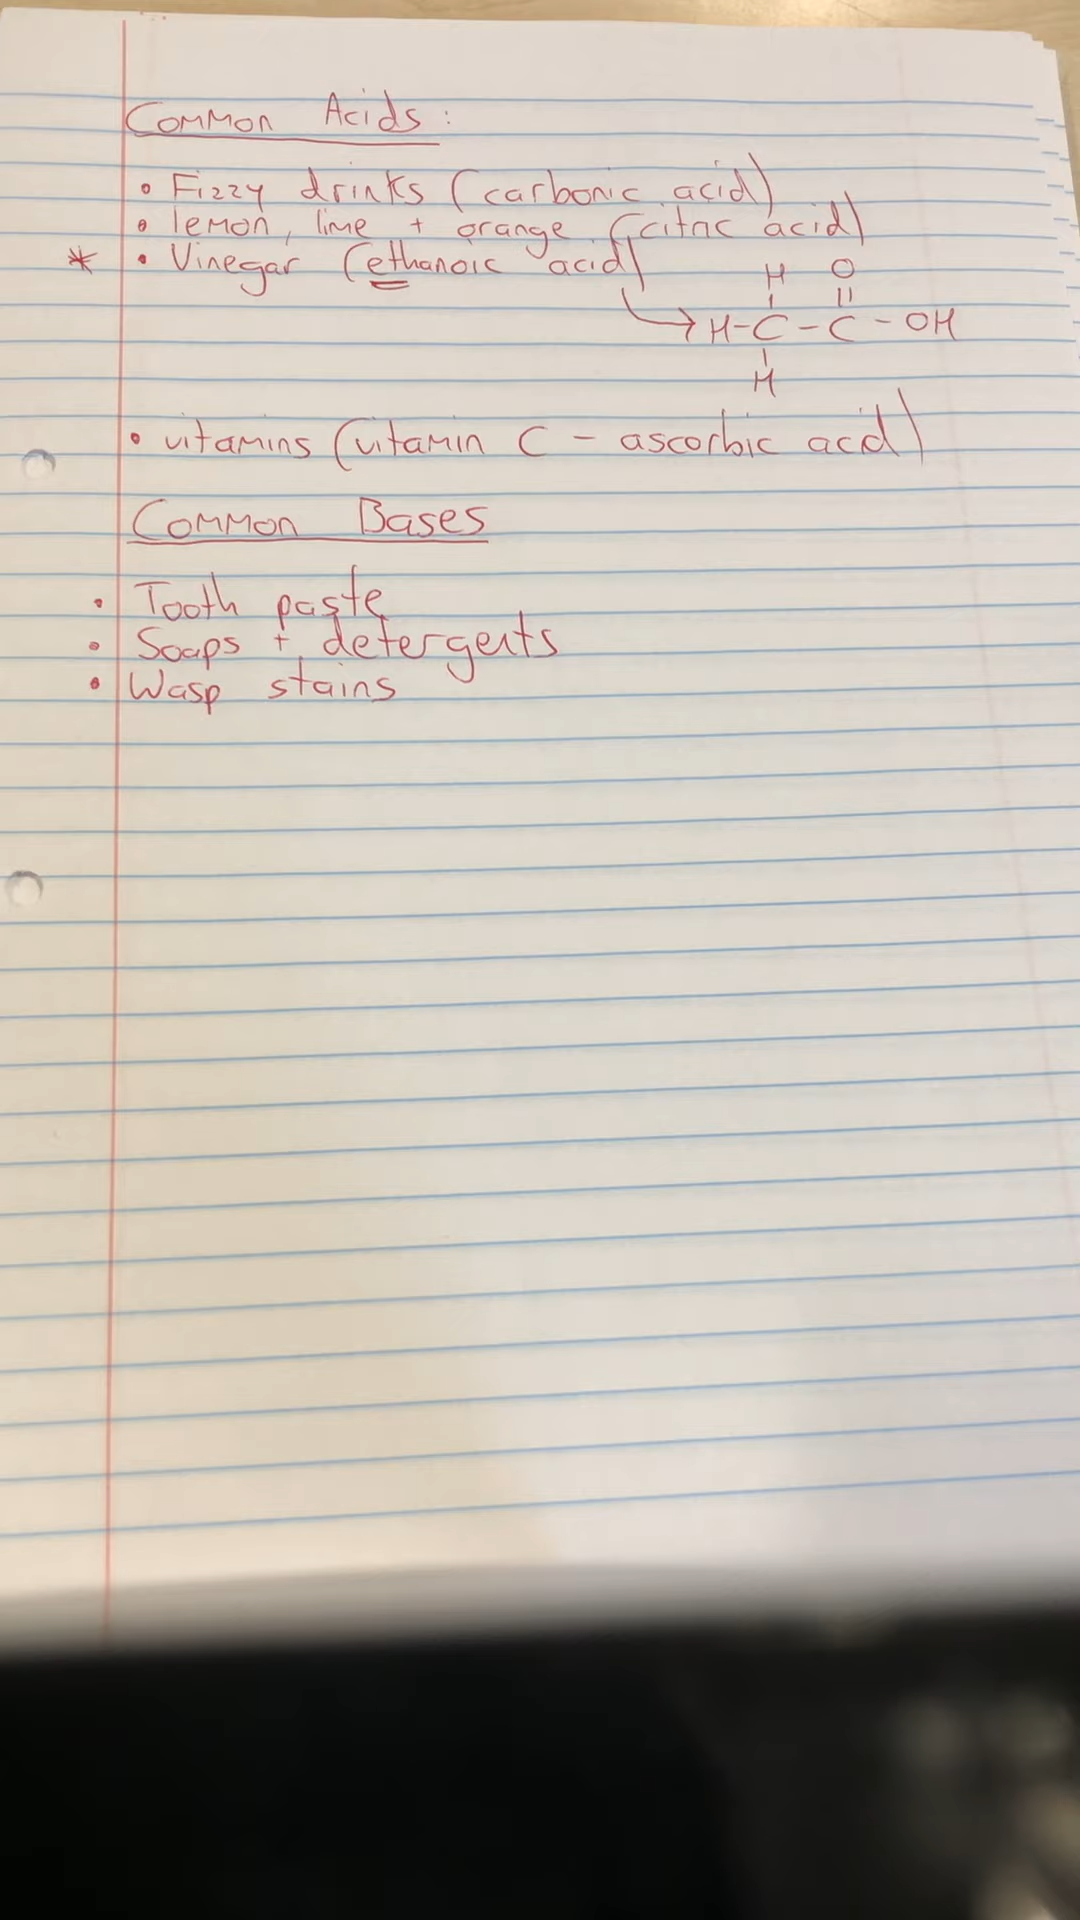 Common Acids:
• Fizzy drinks (carbonic acid)
• lemon, lime + orange (citric acid)
* • Vinegar (ethanoic acid)
H O
| ||
→ H-C-C-OH
|
H
• vitamins (vitamin C - ascorbic acid)
Common Bases
• Tooth paste
• Soaps + detergents
• Wasp stains